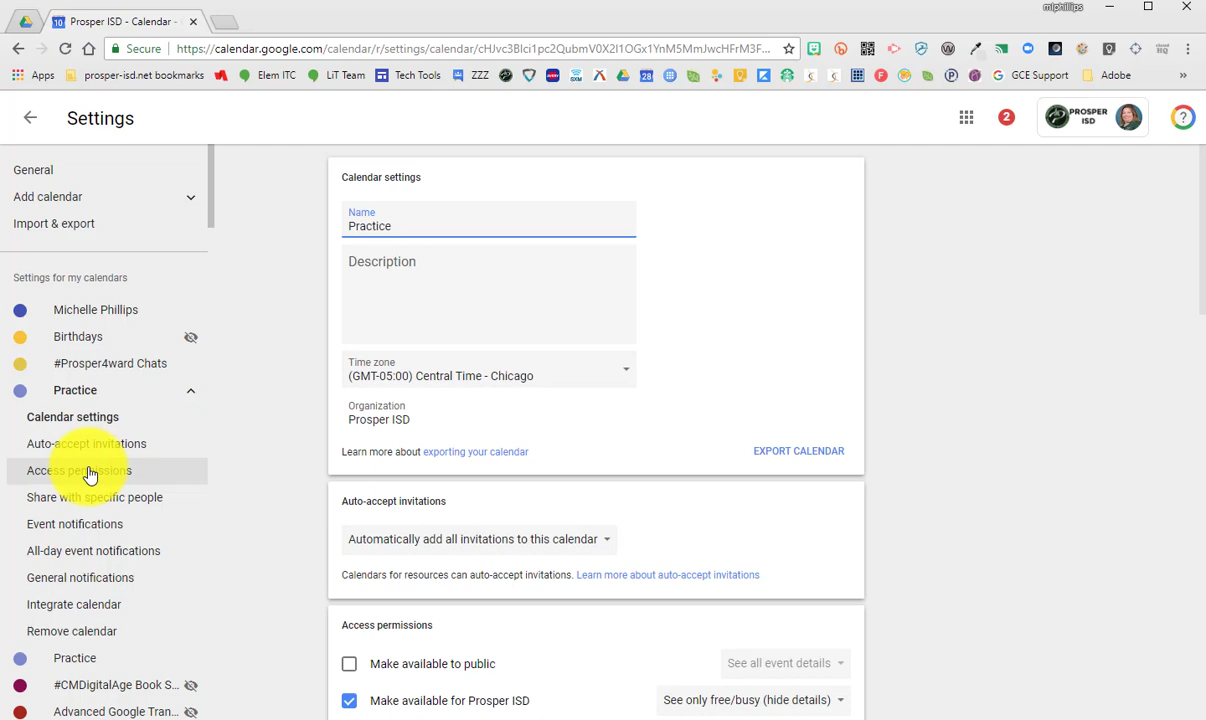 mlphillips
Prosper ISD - Calendar -
Secure
https://calendar.google.com/calendar/r/settings/calendar/cHJvc3Blci1pc2QubmV0X2I1OGx1YnM5MmJwcHFrM3F...
Apps
prosper-isd.net bookmarks
Elem ITC
LiT Team
Tech Tools
ZZZ
GCE Support
Adobe
»
Settings
2
PROSPER
ISD
General
Add calendar
Import & export
Settings for my calendars
Michelle Phillips
Birthdays
#Prosper4ward Chats
Practice
Calendar settings
Auto-accept invitations
Access permissions
Share with specific people
Event notifications
All-day event notifications
General notifications
Integrate calendar
Remove calendar
Practice
#CMDigitalAge Book S...
Advanced Google Tran...
Calendar settings
Name
Practice
Description
Time zone
(GMT-05:00) Central Time - Chicago
Organization
Prosper ISD
Learn more about exporting your calendar
EXPORT CALENDAR
Auto-accept invitations
Automatically add all invitations to this calendar
Calendars for resources can auto-accept invitations. Learn more about auto-accept invitations
Access permissions
Make available to public
See all event details
Make available for Prosper ISD
See only free/busy (hide details)